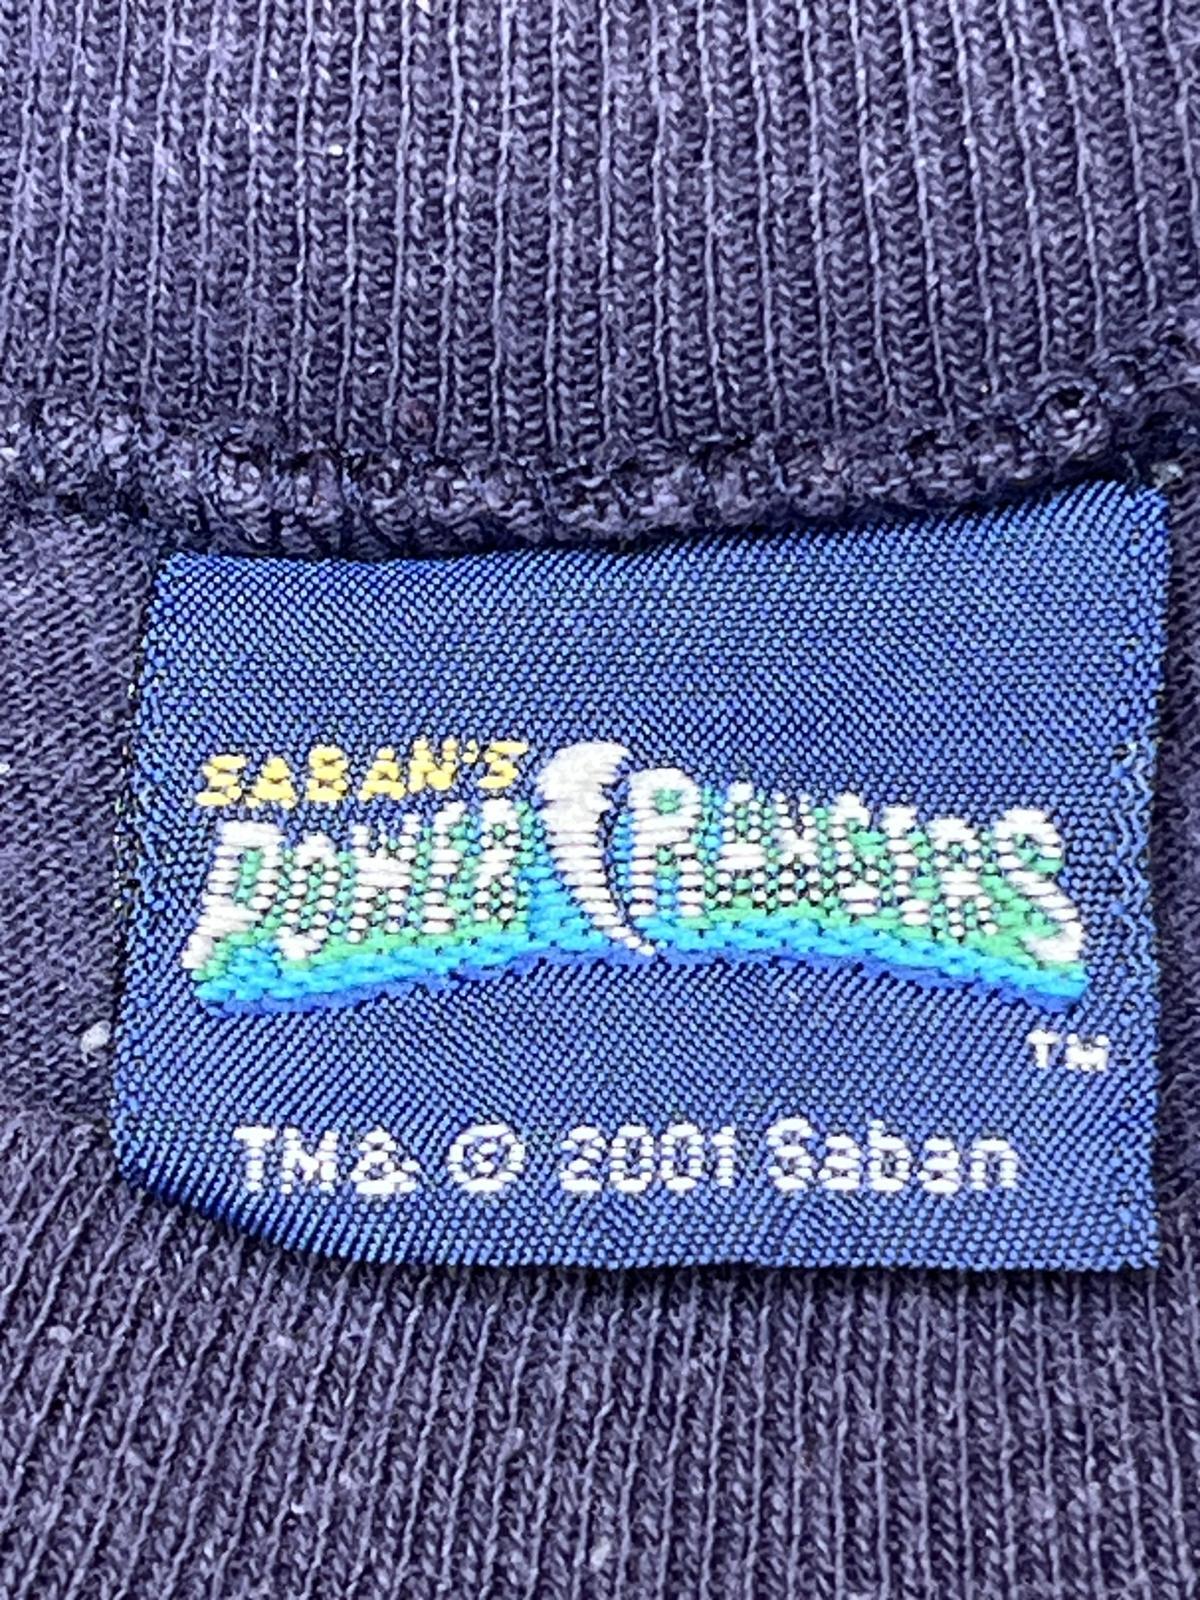 SABAN'S
POWER RANGERS
TM
TM & © 2001 Saban